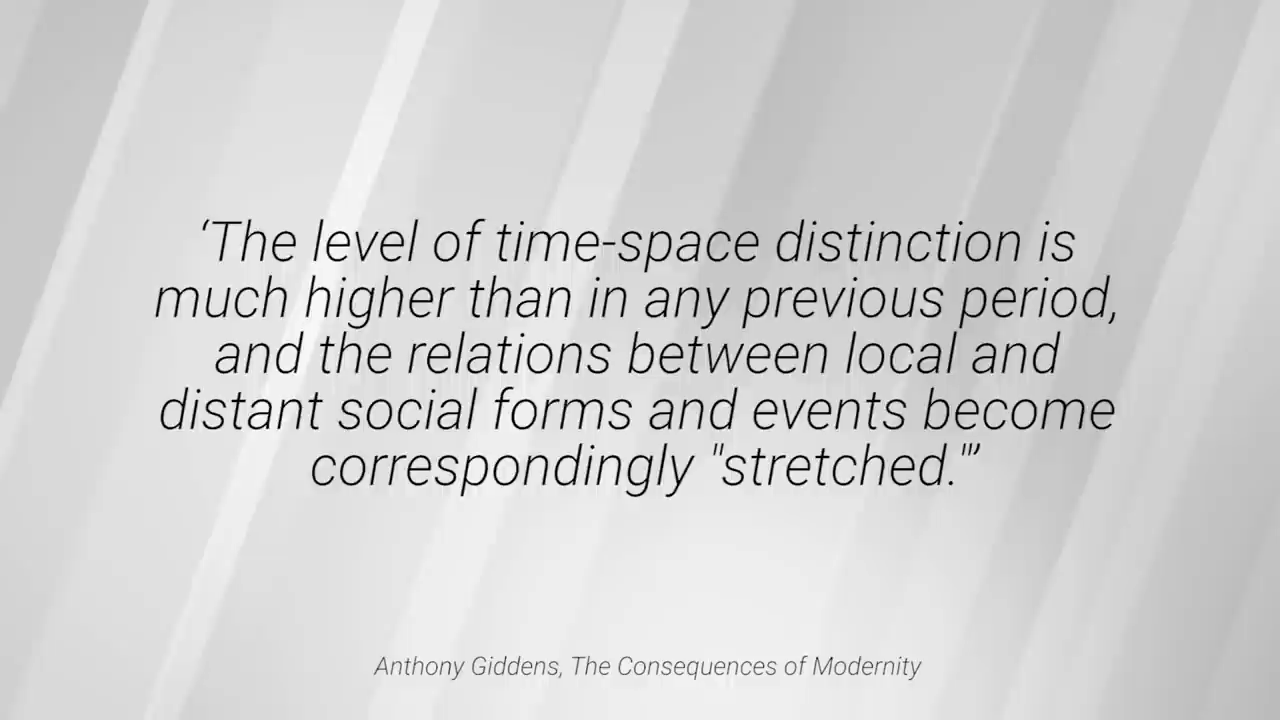 ‘The level of time-space distinction is
much higher than in any previous period,
and the relations between local and
distant social forms and events become
correspondingly "stretched."’
Anthony Giddens, The Consequences of Modernity